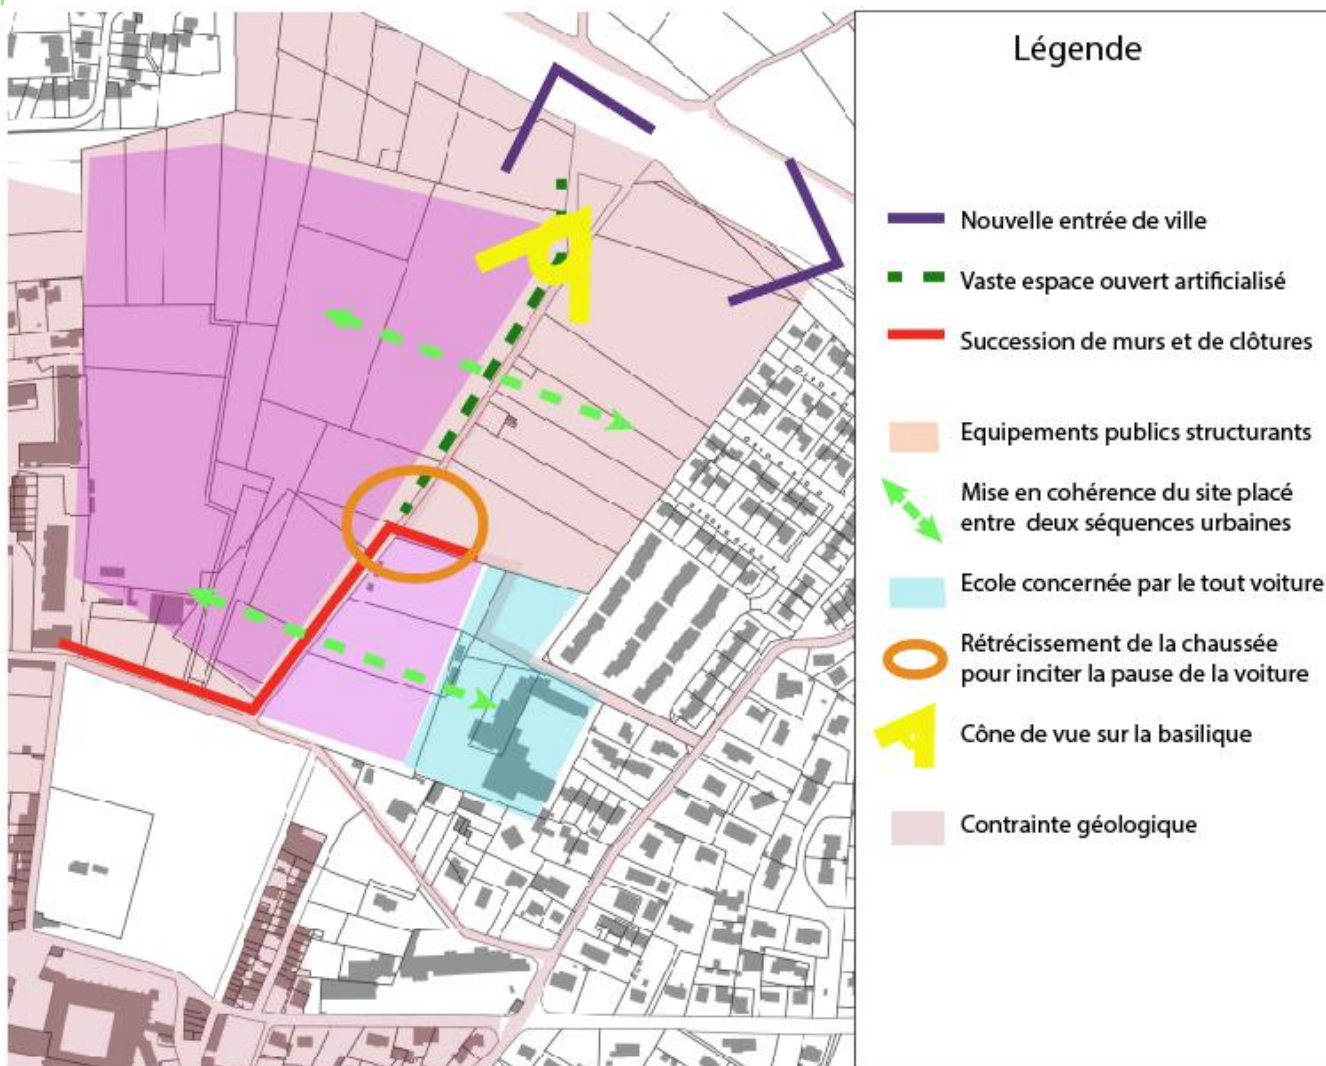 Légende
Nouvelle entrée de ville
Vaste espace ouvert artificialisé
Succession de murs et de clôtures
Equipements publics structurants
Mise en cohérence du site placé
entre deux séquences urbaines
Ecole concernée par le tout voiture
Rétrécissement de la chaussée
pour inciter la pause de la voiture
Cône de vue sur la basilique
Contrainte géologique